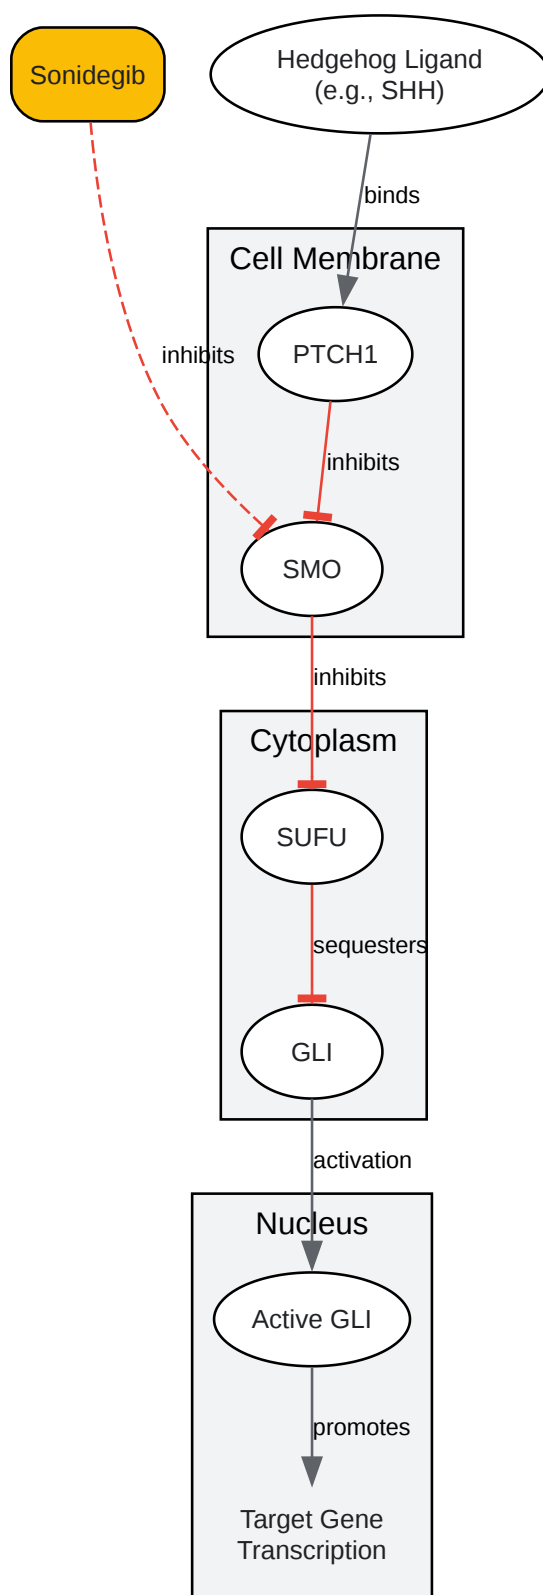 Sonidegib
Hedgehog Ligand
(e.g., SHH)
binds
Cell Membrane
PTCH1
inhibits
inhibits
SMO
inhibits
Cytoplasm
SUFU
sequesters
GLI
activation
Nucleus
Active GLI
promotes
Target Gene
Transcription